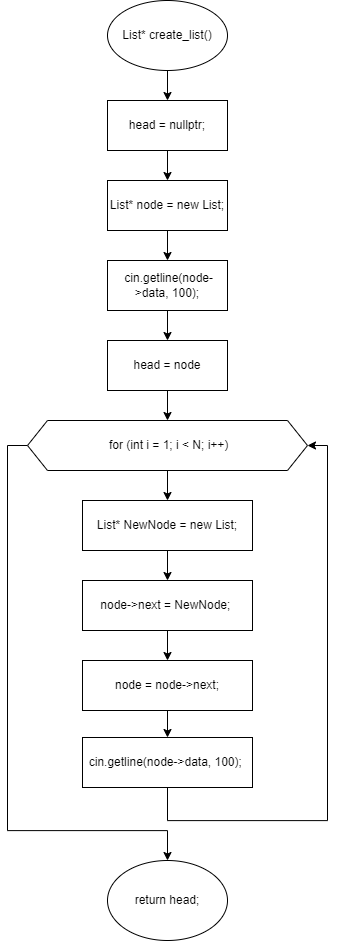 List* create_list()
head = nullptr;
List* node = new List;
cin.getline(node-
>data, 100);
head = node
for (int i = 1; i < N; i++)
List* NewNode = new List;
node->next = NewNode;
node = node->next;
cin.getline(node->data, 100);
return head;